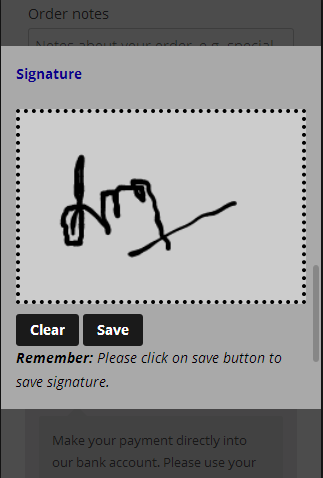 Order notes
Notes about your order, e.g. special
Signature
Clear
Save
Remember: Please click on save button to
save signature.
Make your payment directly into
our bank account. Please use your